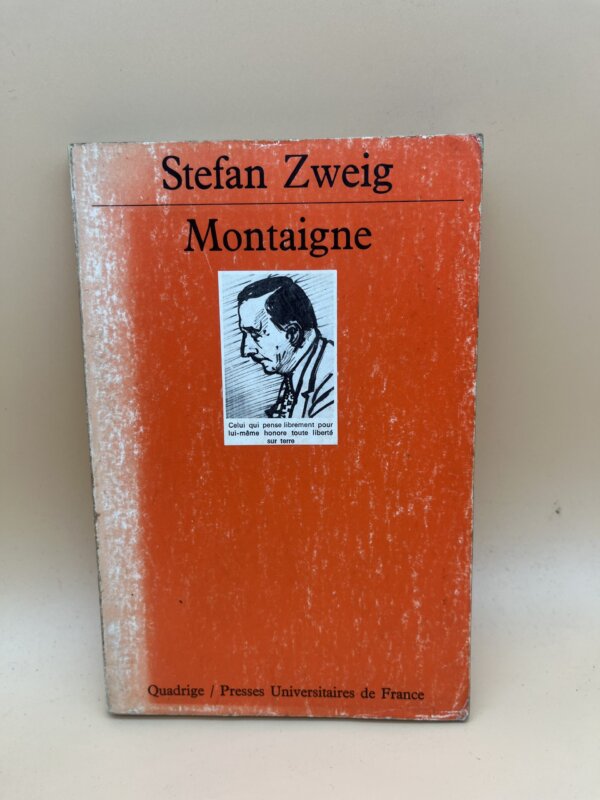 Stefan Zweig
Montaigne
Celui qui pense librement pour
lui-même honore toute liberté
sur terre
Quadrige / Presses Universitaires de France